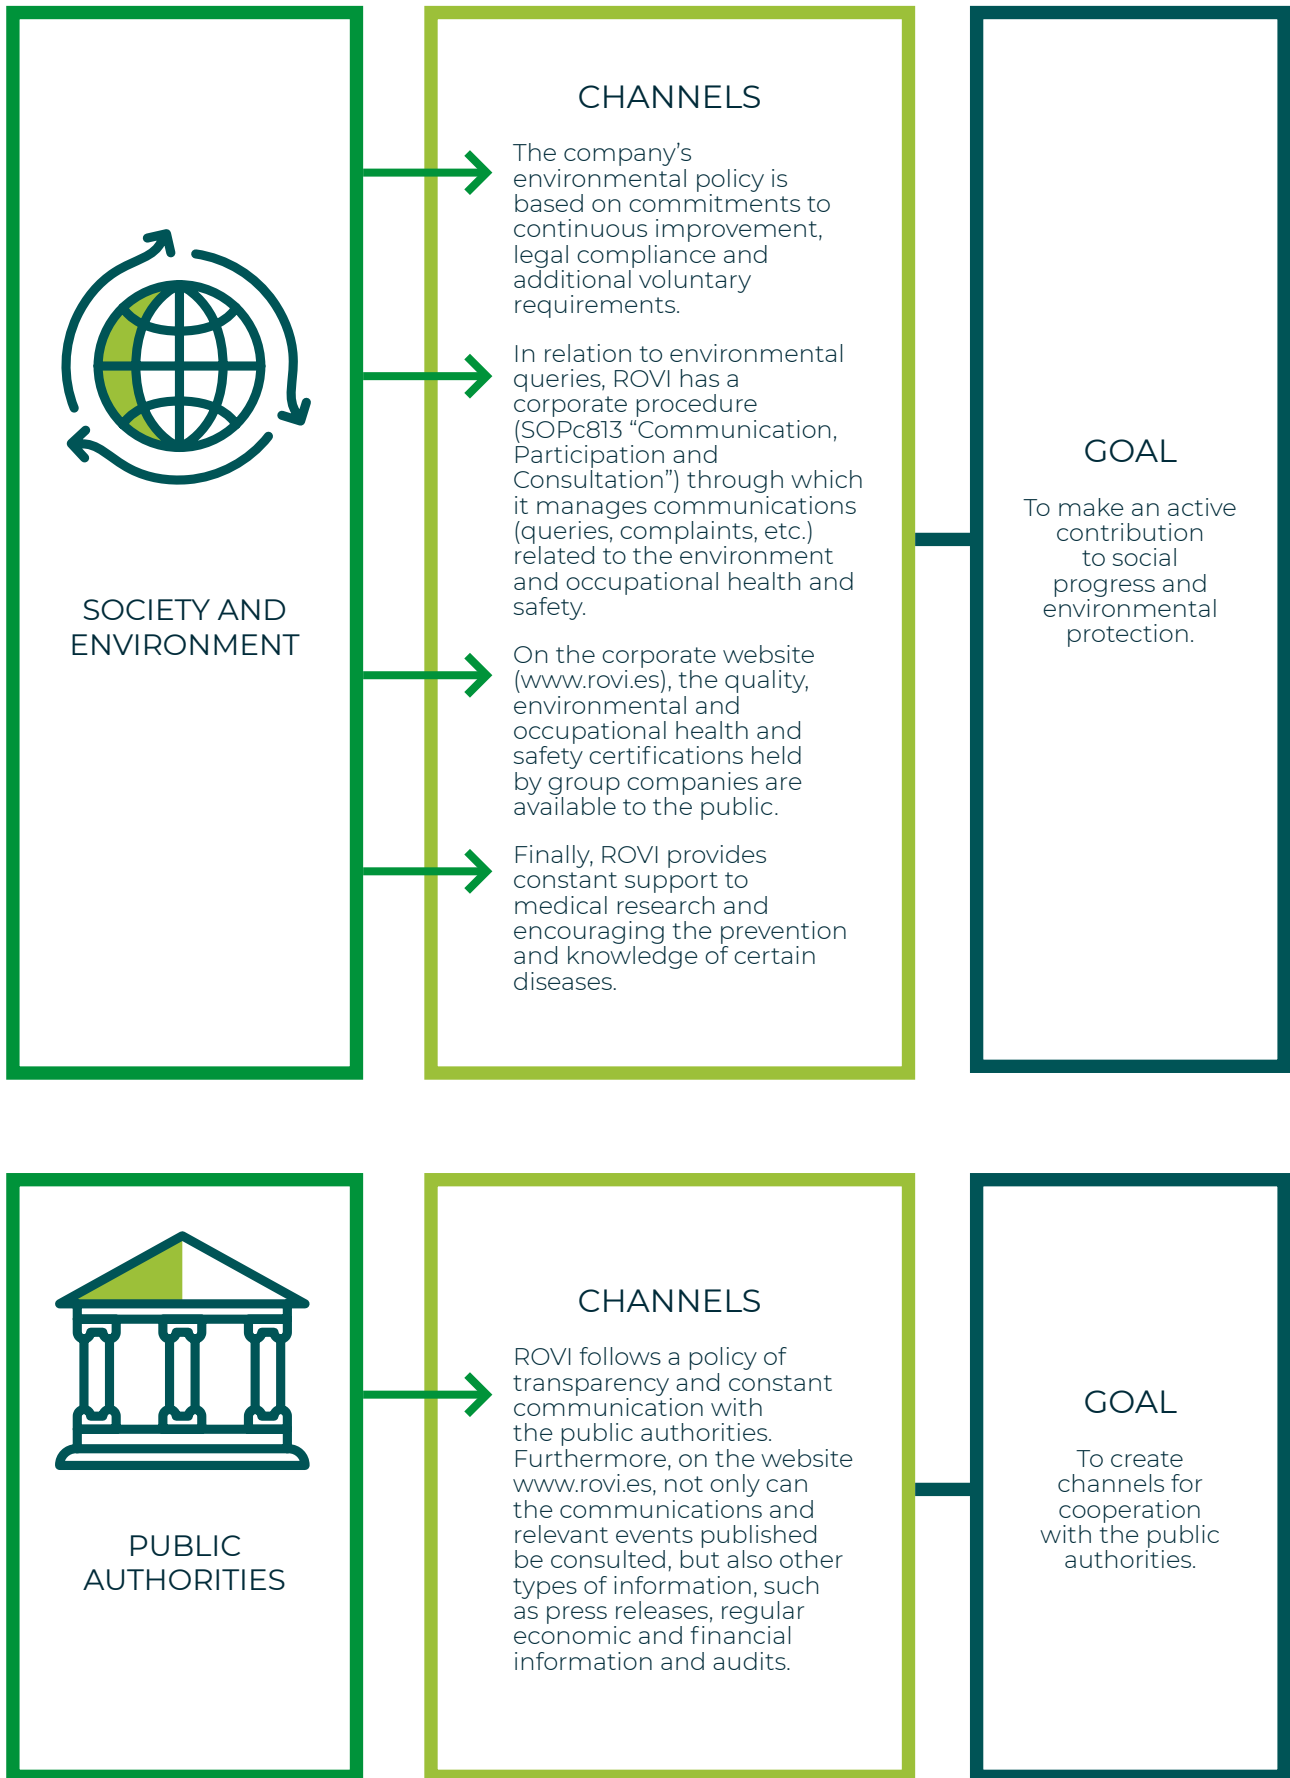 SOCIETY AND
ENVIRONMENT
CHANNELS
The company’s
environmental policy is
based on commitments to
continuous improvement,
legal compliance and
additional voluntary
requirements.
In relation to environmental
queries, ROVI has a
corporate procedure
(SOPc813 “Communication,
Participation and
Consultation”) through which
it manages communications
(queries, complaints, etc.)
related to the environment
and occupational health and
safety.
On the corporate website
(www.rovi.es), the quality,
environmental and
occupational health and
safety certifications held
by group companies are
available to the public.
Finally, ROVI provides
constant support to
medical research and
encouraging the prevention
and knowledge of certain
diseases.
GOAL
To make an active
contribution
to social
progress and
environmental
protection.
PUBLIC
AUTHORITIES
CHANNELS
ROVI follows a policy of
transparency and constant
communication with
the public authorities.
Furthermore, on the website
www.rovi.es, not only can
the communications and
relevant events published
be consulted, but also other
types of information, such
as press releases, regular
economic and financial
information and audits.
GOAL
To create
channels for
cooperation
with the public
authorities.